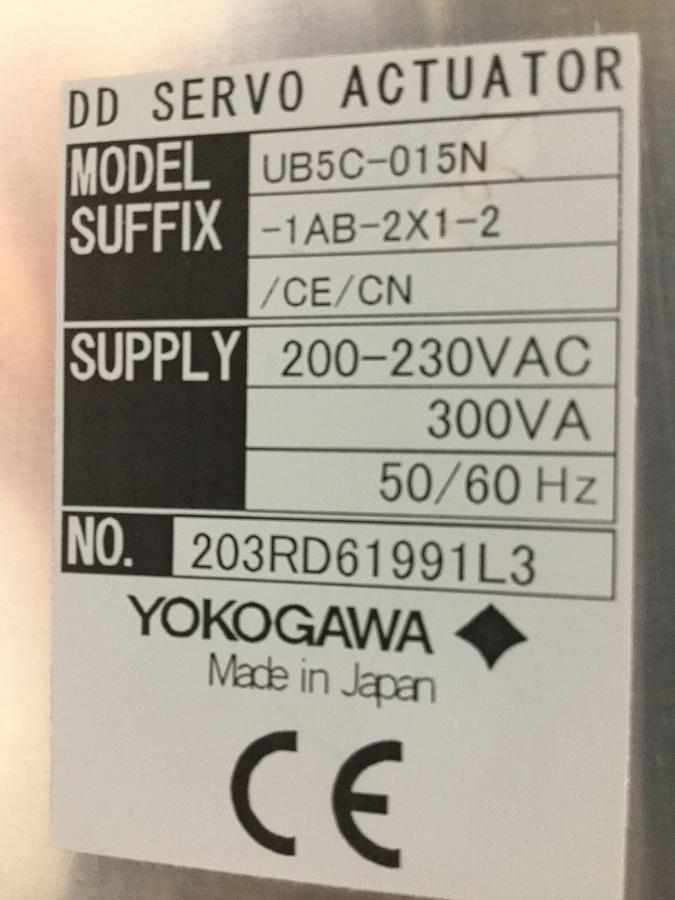 DD SERVO ACTUATOR
MODEL UB5C-015N
SUFFIX -1AB-2X1-2
/CE/CN
SUPPLY 200-230VAC
300VA
50/60 Hz
NO. 203RD61991L3
YOKOGAWA
Made in Japan
CE